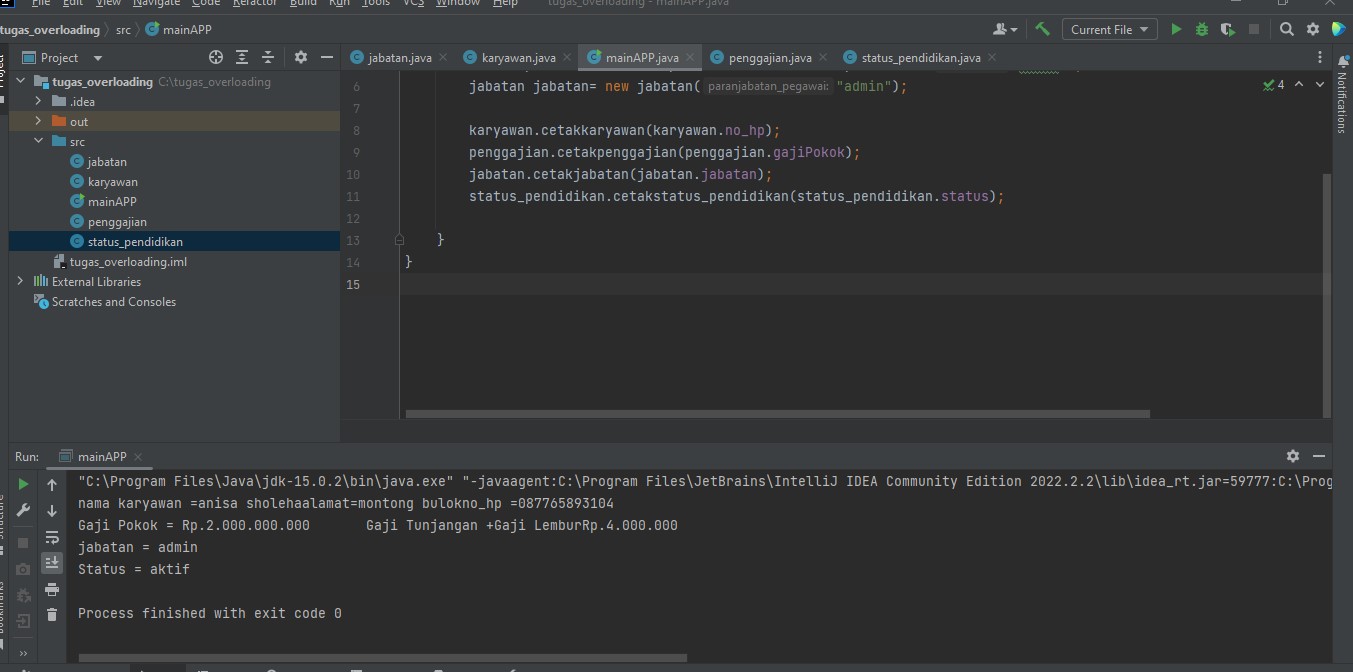 File Edit View Navigate Code Refactor Build Run Tools VCS Window Help tugas_overloading - mainAPP.java
tugas_overloading src mainAPP
Current File
Project
tugas_overloading C:\tugas_overloading
.idea
out
src
jabatan
karyawan
mainAPP
penggajian
status_pendidikan
tugas_overloading.iml
External Libraries
Scratches and Consoles
jabatan.java karyawan.java mainAPP.java penggajian.java status_pendidikan.java
Notifications
4
6 jabatan jabatan= new jabatan( paranjabatan_pegawai: "admin");
7
8 karyawan.cetakkaryawan(karyawan.no_hp);
9 penggajian.cetakpenggajian(penggajian.gajiPokok);
10 jabatan.cetakjabatan(jabatan.jabatan);
11 status_pendidikan.cetakstatus_pendidikan(status_pendidikan.status);
12
13 }
14 }
15
Run: mainAPP
"C:\Program Files\Java\jdk-15.0.2\bin\java.exe" "-javaagent:C:\Program Files\JetBrains\IntelliJ IDEA Community Edition 2022.2.2\lib\idea_rt.jar=59777:C:\Prog
nama karyawan =anisa sholehaalamat=montong bulokno_hp =087765893104
Gaji Pokok = Rp.2.000.000.000 Gaji Tunjangan +Gaji LemburRp.4.000.000
jabatan = admin
Status = aktif
Process finished with exit code 0